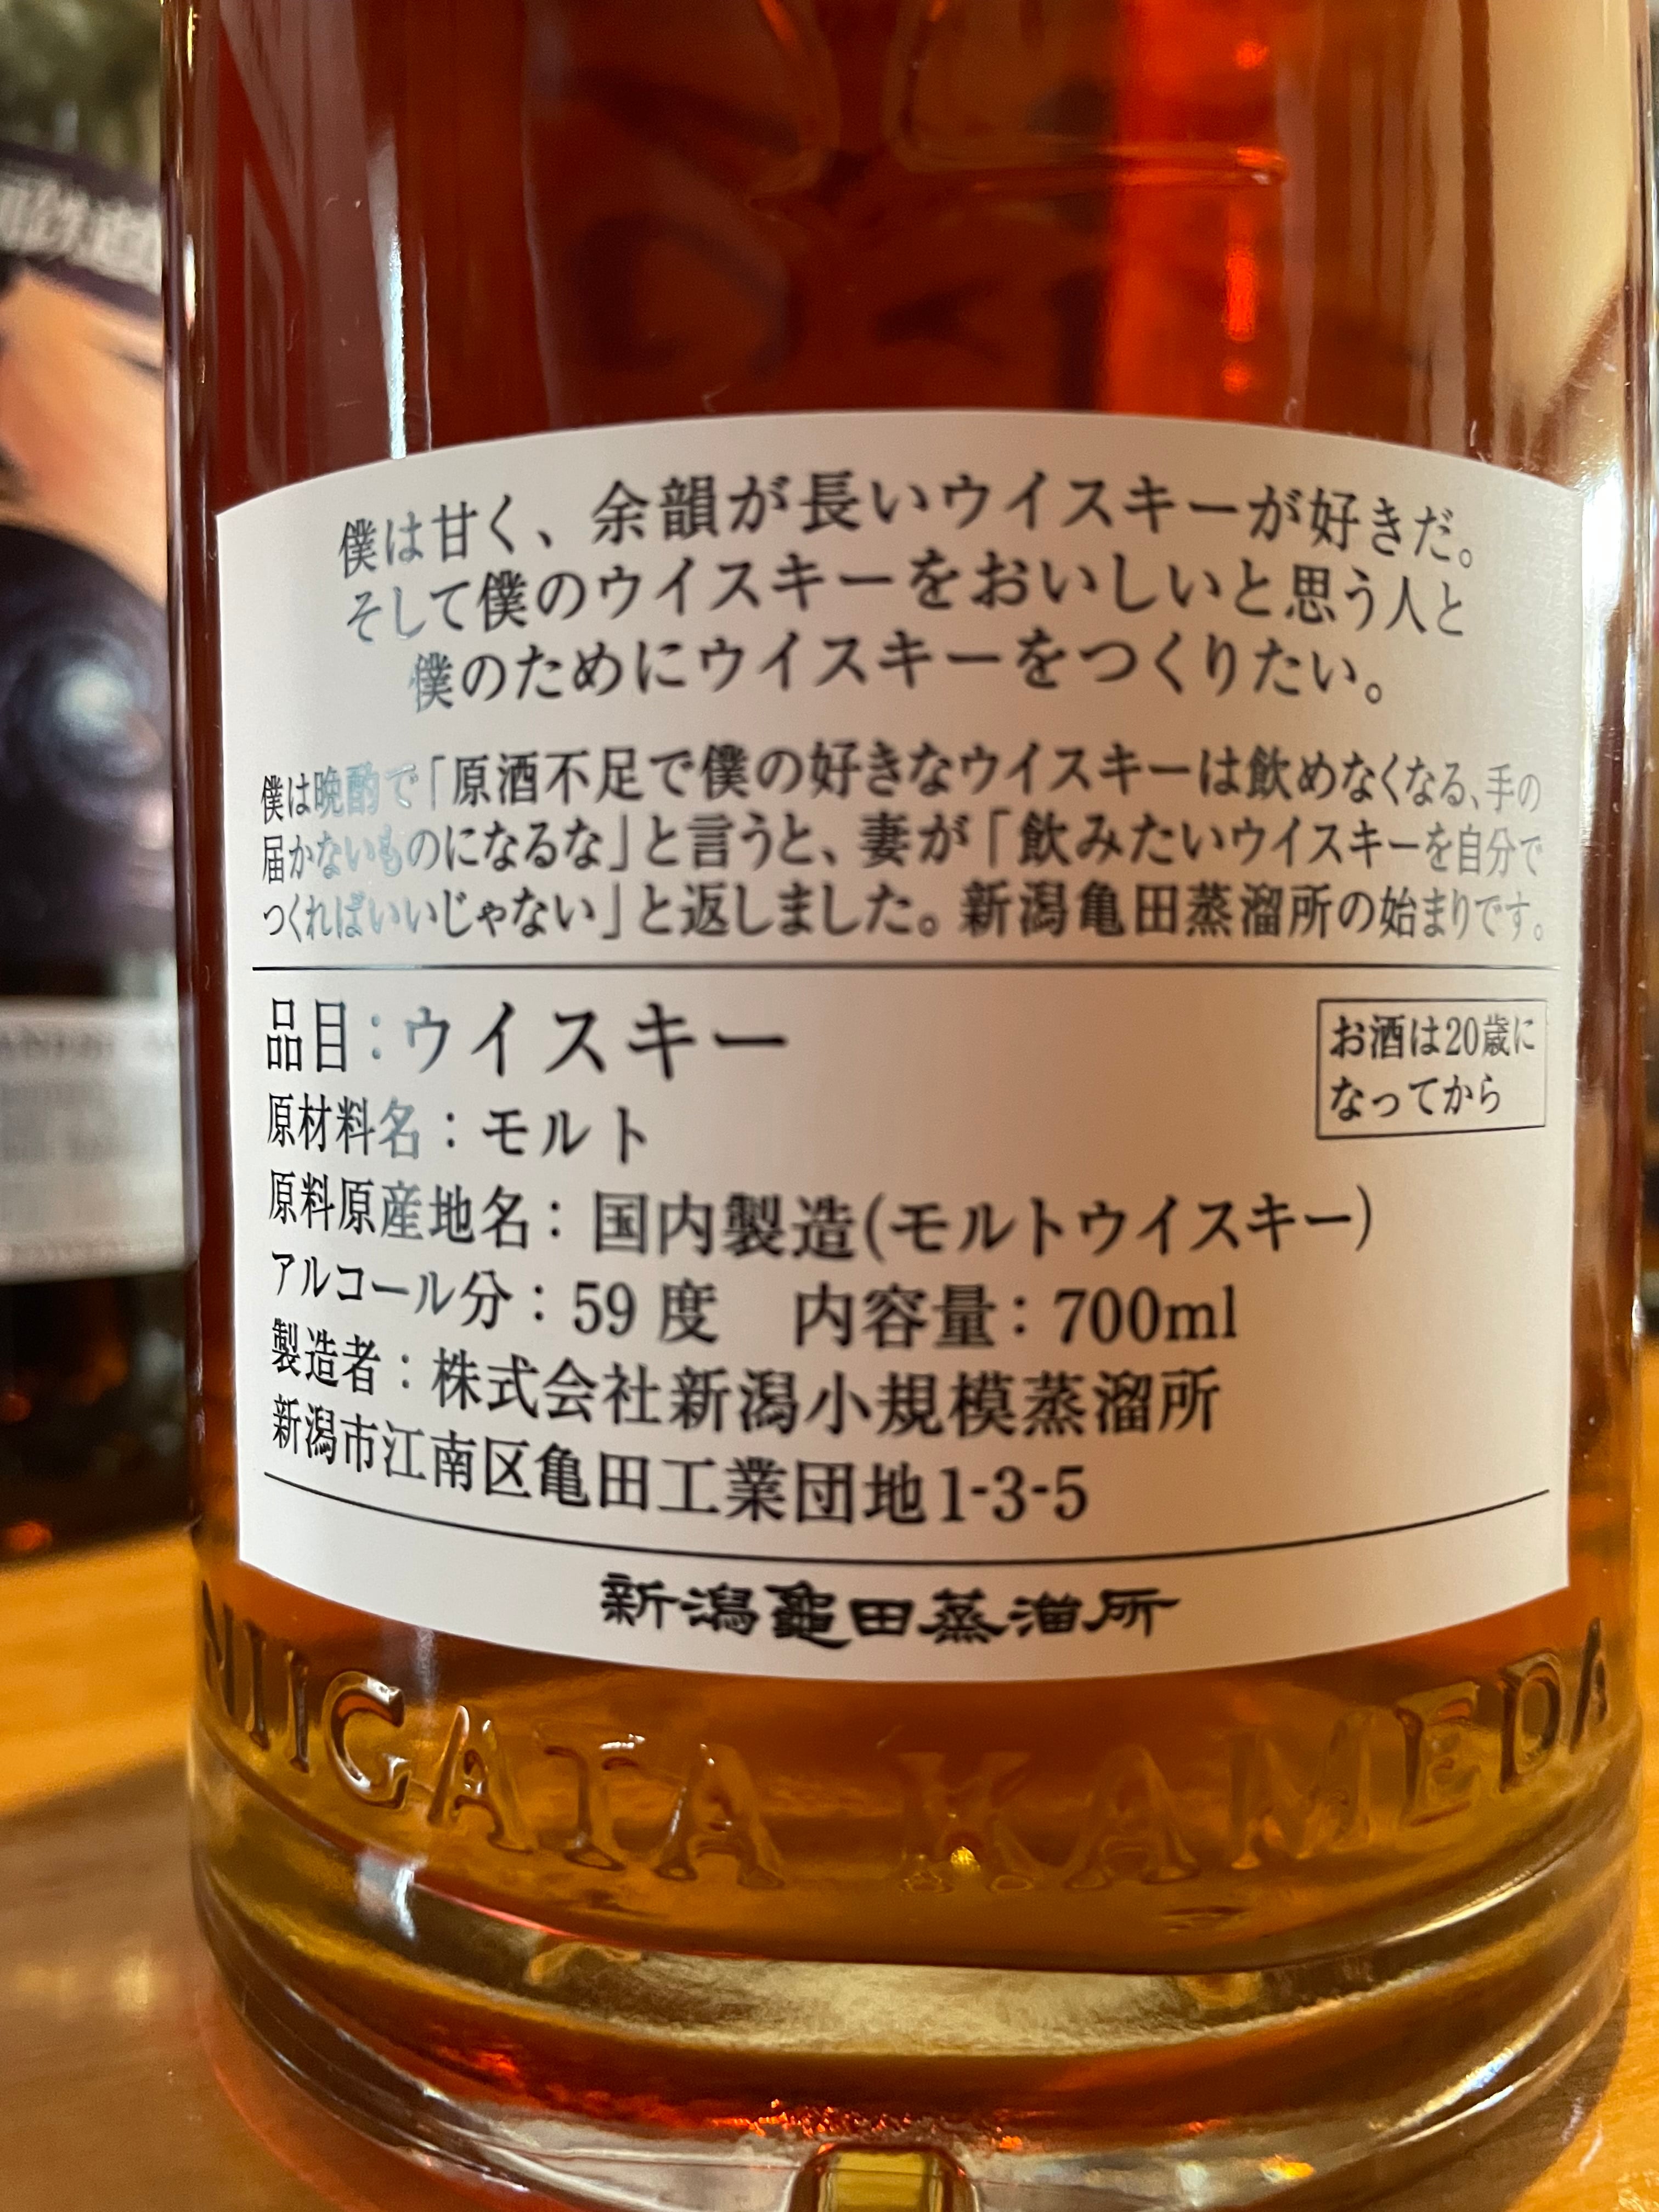 僕は甘く、余韻が長いウイスキーが好きだ。
そして僕のウイスキーをおいしいと思う人と
僕のためにウイスキーをつくりたい。
僕は晩酌で「原酒不足で僕の好きなウイスキーは飲めなくなる、手の
届かないものになるな」と言うと、妻が「飲みたいウイスキーを自分で
つくればいいじゃない」と返しました。新潟亀田蒸溜所の始まりです。
品目：ウイスキー
お酒は20歳に
なってから
原材料名：モルト
原料原産地名：国内製造(モルトウイスキー)
アルコール分：59度　内容量：700ml
製造者：株式会社新潟小規模蒸溜所
新潟市江南区亀田工業団地1-3-5
新潟亀田蒸溜所
NIIGATA KAMEDA